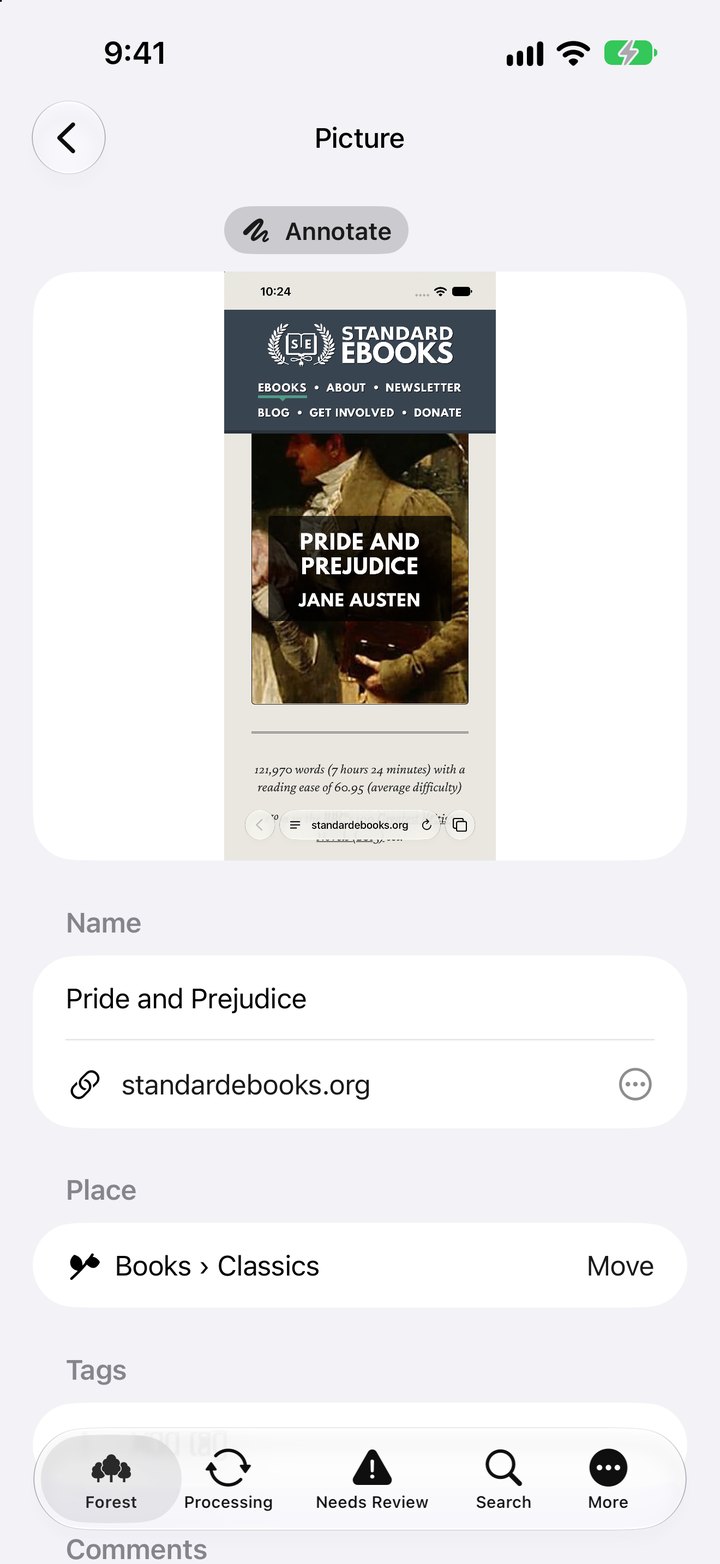 9:41
Picture
Annotate
10:24
S E
STANDARD
EBOOKS
EBOOKS • ABOUT • NEWSLETTER
BLOG • GET INVOLVED • DONATE
PRIDE AND
PREJUDICE
JANE AUSTEN
121,970 words (7 hours 24 minutes) with a
reading ease of 60.95 (average difficulty)
standardebooks.org
Name
Pride and Prejudice
standardebooks.org
Place
Books › Classics
Move
Tags
Forest
Processing
Needs Review
Search
More
Comments